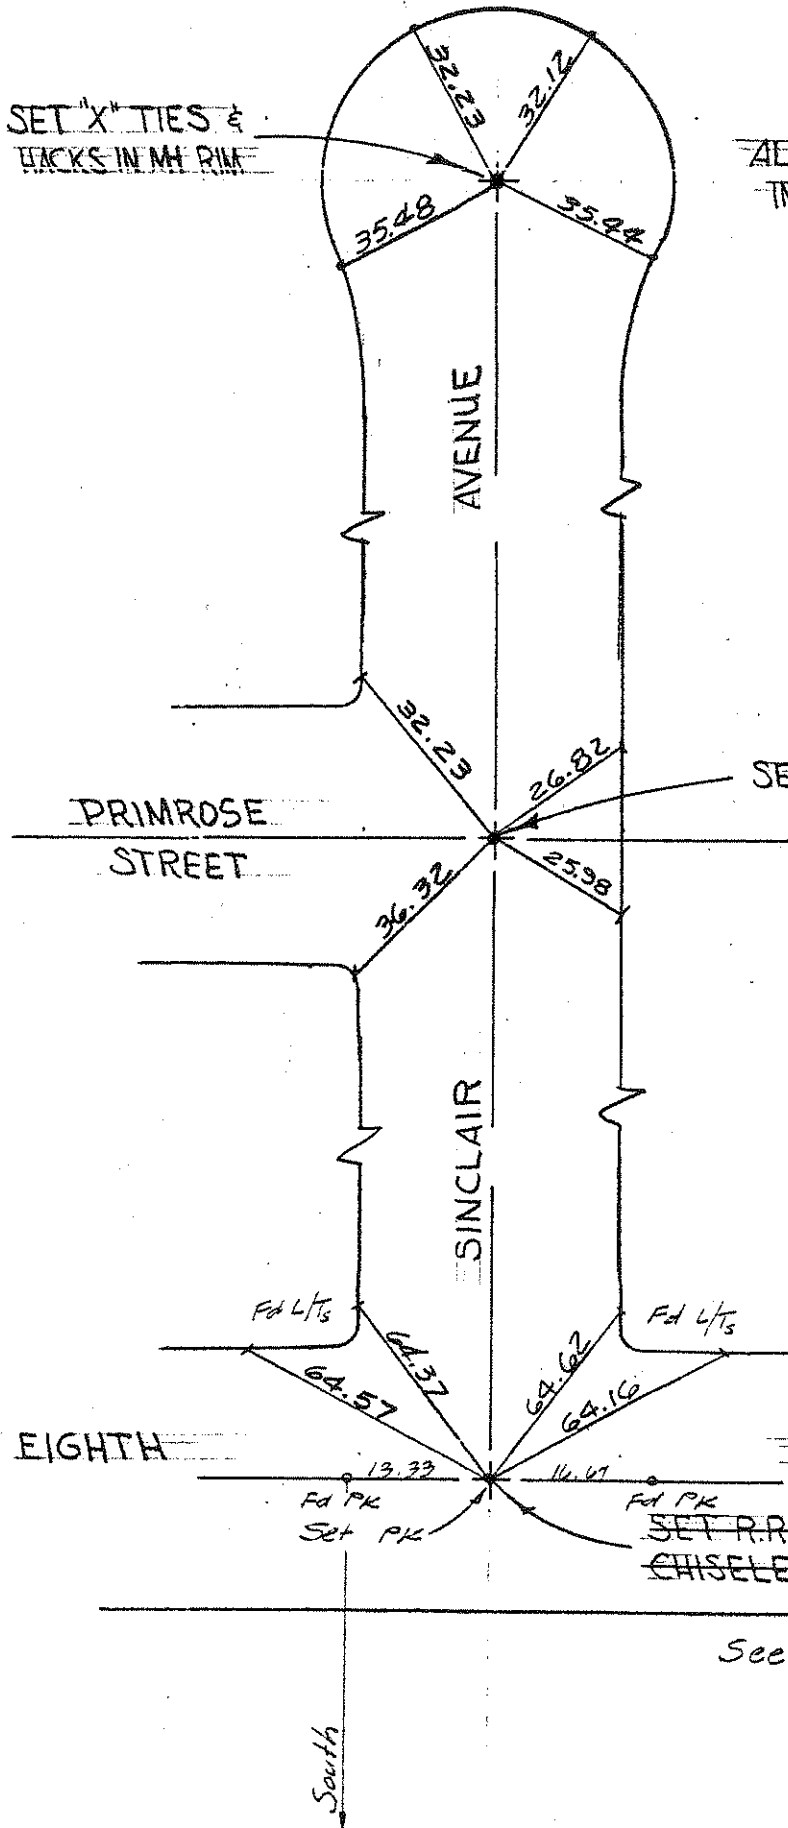 32.23
32.12
SET "X" TIES &
TACKS IN MH RIM
35.48
35.44
AVENUE
32.23
26.82
SE
PRIMROSE
STREET
36.32
25.98
SINCLAIR
Fd L/Ts
Fd L/Ts
64.37
64.62
64.57
64.16
EIGHTH
13.33
16.67
Fd PK
Fd PK
Set PK
SET R.R
CHISELE
See
South